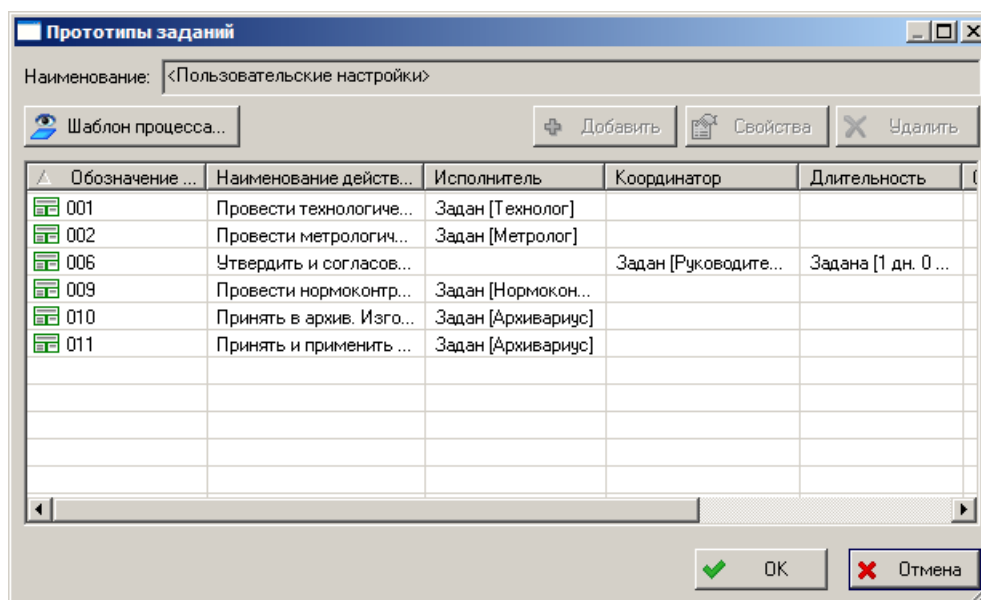 Прототипы заданий
Наименование: <Пользовательские настройки>
Шаблон процесса... Добавить Свойства Удалить
Обозначение ... Наименование действ... Исполнитель Координатор Длительность
001 Провести технологиче... Задан [Технолог]
002 Провести метрологич... Задан [Метролог]
006 Утвердить и согласов... Задан [Руководите... Задана [1 дн. 0 ...
009 Провести нормоконтр... Задан [Нормокон...
010 Принять в архив. Изго... Задан [Архивариус]
011 Принять и применить ... Задан [Архивариус]
OK Отмена